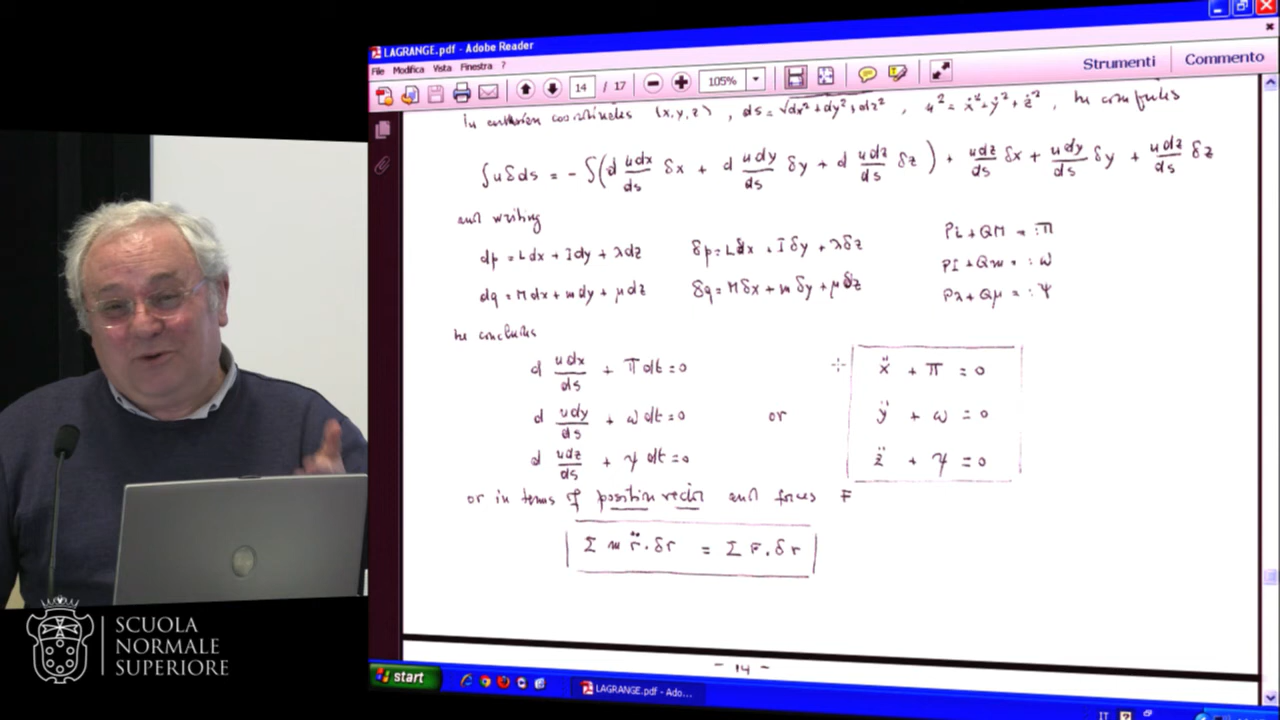 LAGRANGE.pdf - Adobe Reader
File Modifica Vista Finestra ?
14 / 17 105% Strumenti Commento
in coordinates (x,y,z), ds = √dx²+dy²+dz², u² = ẋ²+ẏ²+ż², he computes
∫uδds = - ∫(d udx/ds δx + d udy/ds δy + d udz/ds δz) + udx/ds δx + udy/ds δy + udz/ds δz
and writing
dp = Ldx + Idy + λdz δp = Lδx + Iδy + λδz PL + QM = : Π
dq = Mdx + mdy + μdz δq = Mδx + mδy + μδz PI + Qm = : ω
Pλ + Qμ = : Ψ
he concludes
d udx/ds + Π dt = 0 ẍ + Π = 0
d udy/ds + ω dt = 0 or ÿ + ω = 0
d udz/ds + Ψ dt = 0 z̈ + Ψ = 0
or in terms of position vector and forces F
Σ m r̈ . δr = Σ F . δr
- 14 -
SCUOLA
NORMALE
SUPERIORE
start LAGRANGE.pdf - Ado... IT